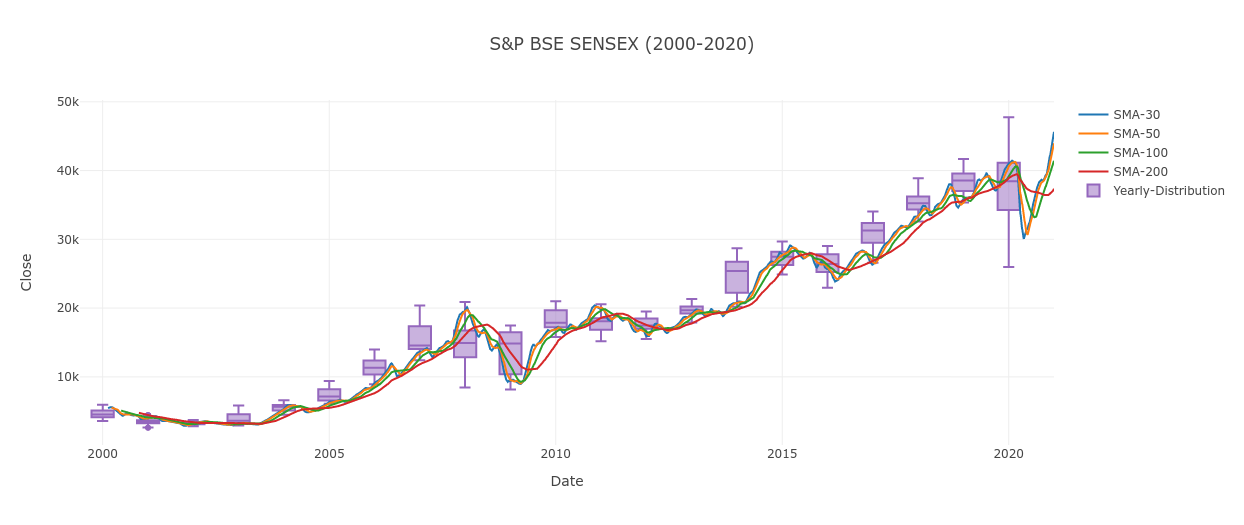 S&P BSE SENSEX (2000-2020)
50k
40k
30k
20k
10k
Close
2000
2005
2010
2015
2020
Date
SMA-30
SMA-50
SMA-100
SMA-200
Yearly-Distribution